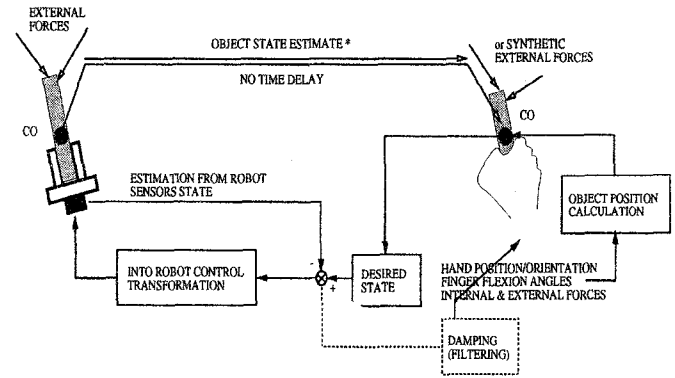 EXTERNAL
FORCES
OBJECT STATE ESTIMATE *
NO TIME DELAY
or SYNTHETIC
EXTERNAL FORCES
CO
CO
ESTIMATION FROM ROBOT
SENSORS STATE
OBJECT POSITION
CALCULATION
INTO ROBOT CONTROL
TRANSFORMATION
-
+
DESIRED
STATE
HAND POSITION/ORIENTATION
FINGER FLEXION ANGLES
INTERNAL & EXTERNAL FORCES
DAMPING
(FILTERING)